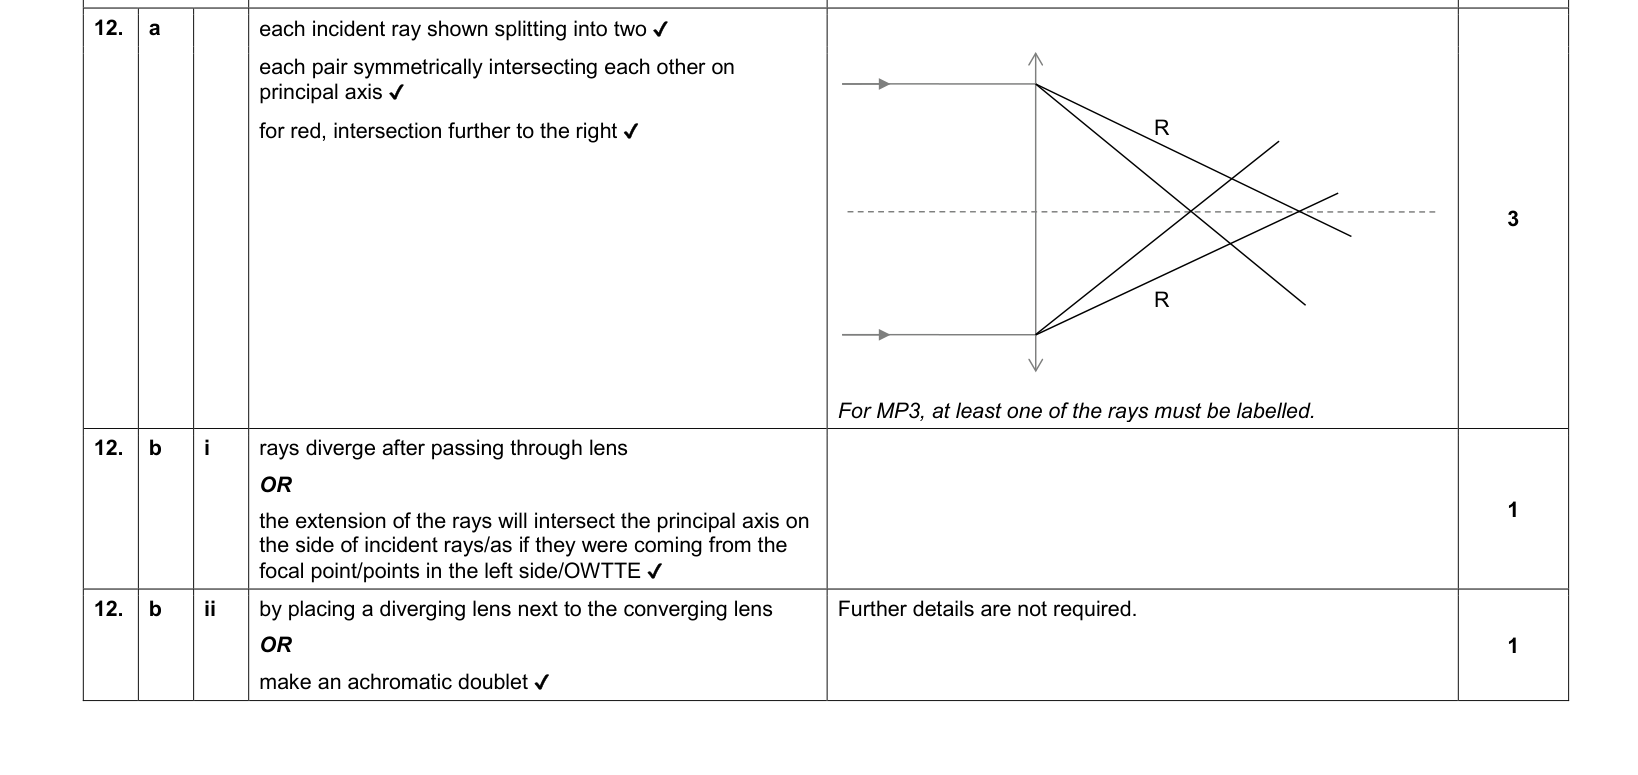 12. a each incident ray shown splitting into two ✓
each pair symmetrically intersecting each other on
principal axis ✓
for red, intersection further to the right ✓
R
R
3
For MP3, at least one of the rays must be labelled.
12. b i rays diverge after passing through lens
OR
the extension of the rays will intersect the principal axis on
the side of incident rays/as if they were coming from the
focal point/points in the left side/OWTTE ✓
1
12. b ii by placing a diverging lens next to the converging lens
OR
make an achromatic doublet ✓
Further details are not required.
1